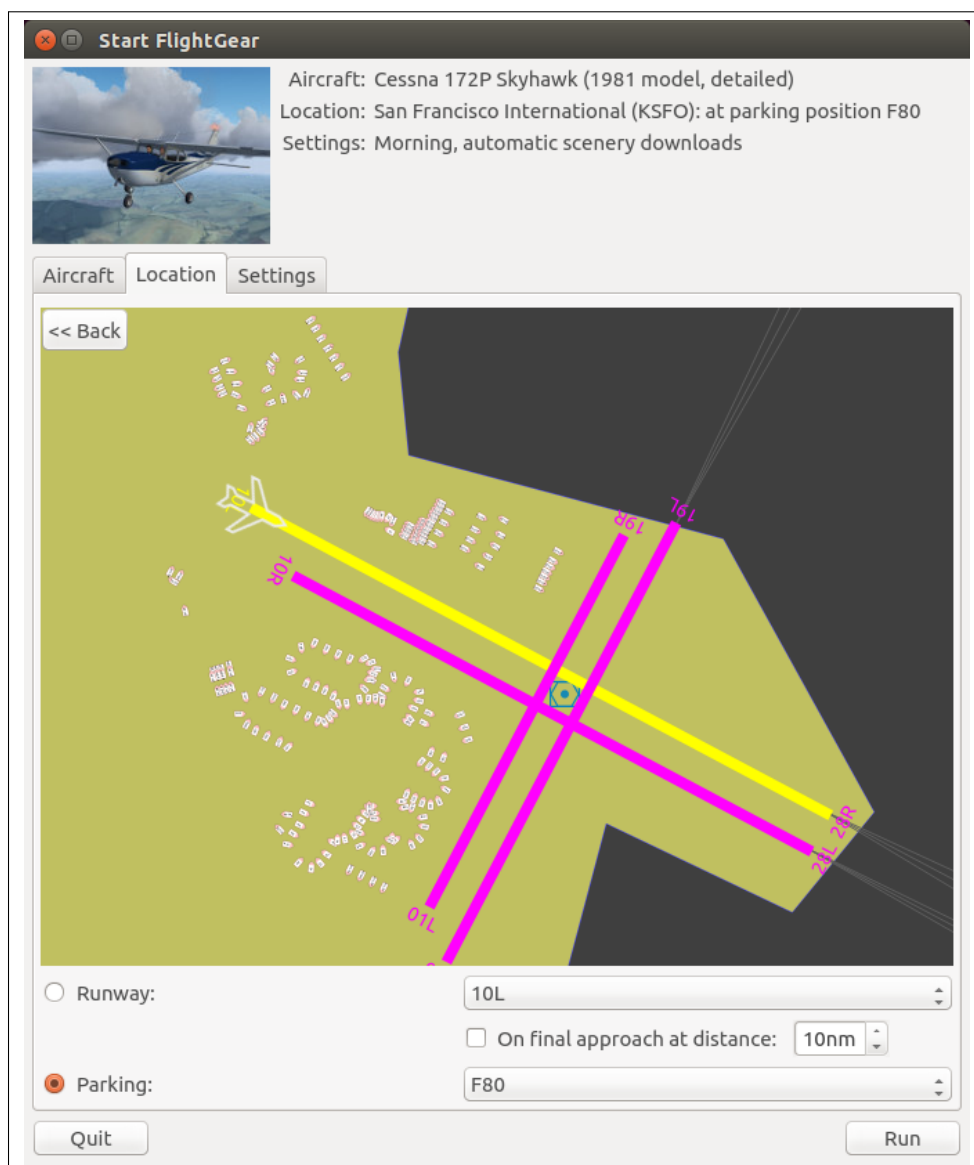 Start FlightGear
Aircraft: Cessna 172P Skyhawk (1981 model, detailed)
Location: San Francisco International (KSFO): at parking position F80
Settings: Morning, automatic scenery downloads
Aircraft Location Settings
<< Back
10L
10R
19R
19L
28R
28L
01L
Runway: 10L
On final approach at distance: 10nm
Parking: F80
Quit Run